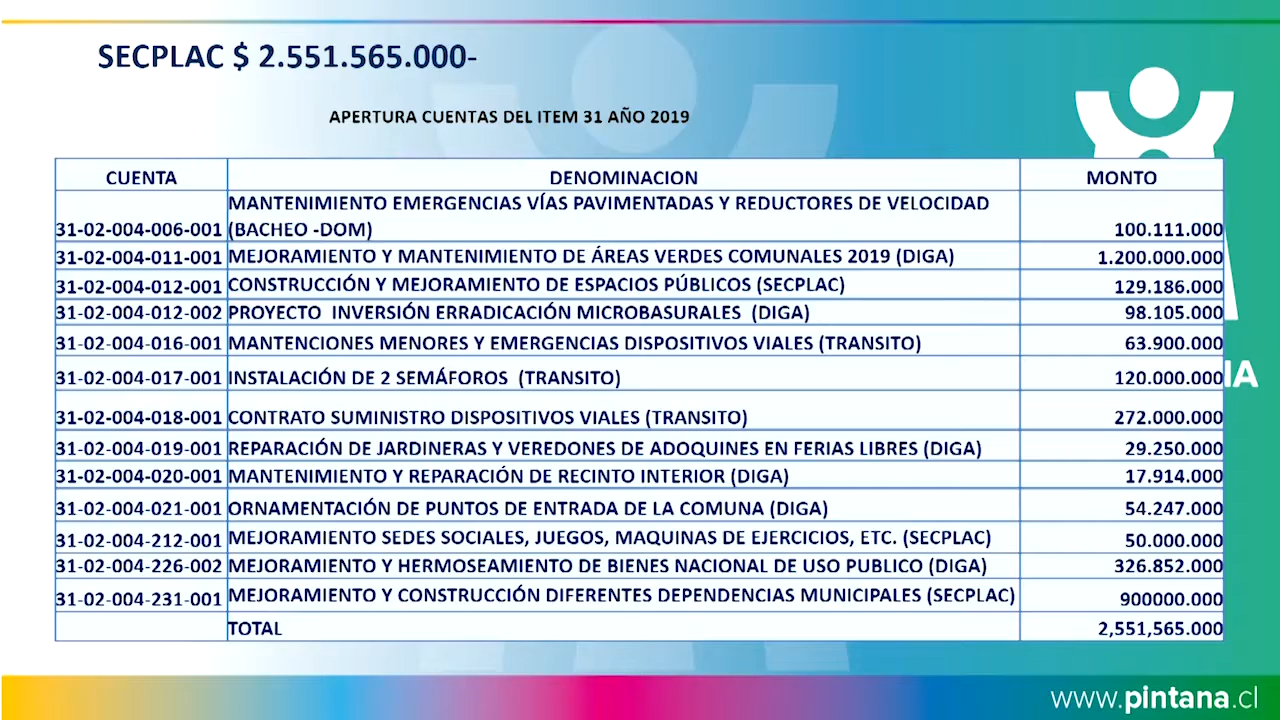 SECPLAC $ 2.551.565.000-
APERTURA CUENTAS DEL ITEM 31 AÑO 2019
CUENTA DENOMINACION MONTO
MANTENIMIENTO EMERGENCIAS VÍAS PAVIMENTADAS Y REDUCTORES DE VELOCIDAD
31-02-004-006-001 (BACHEO -DOM) 100.111.000
31-02-004-011-001 MEJORAMIENTO Y MANTENIMIENTO DE ÁREAS VERDES COMUNALES 2019 (DIGA) 1.200.000.000
31-02-004-012-001 CONSTRUCCIÓN Y MEJORAMIENTO DE ESPACIOS PÚBLICOS (SECPLAC) 129.186.000
31-02-004-012-002 PROYECTO INVERSIÓN ERRADICACIÓN MICROBASURALES (DIGA) 98.105.000
31-02-004-016-001 MANTENCIONES MENORES Y EMERGENCIAS DISPOSITIVOS VIALES (TRANSITO) 63.900.000
31-02-004-017-001 INSTALACIÓN DE 2 SEMÁFOROS (TRANSITO) 120.000.000
31-02-004-018-001 CONTRATO SUMINISTRO DISPOSITIVOS VIALES (TRANSITO) 272.000.000
31-02-004-019-001 REPARACIÓN DE JARDINERAS Y VEREDONES DE ADOQUINES EN FERIAS LIBRES (DIGA) 29.250.000
31-02-004-020-001 MANTENIMIENTO Y REPARACIÓN DE RECINTO INTERIOR (DIGA) 17.914.000
31-02-004-021-001 ORNAMENTACIÓN DE PUNTOS DE ENTRADA DE LA COMUNA (DIGA) 54.247.000
31-02-004-212-001 MEJORAMIENTO SEDES SOCIALES, JUEGOS, MAQUINAS DE EJERCICIOS, ETC. (SECPLAC) 50.000.000
31-02-004-226-002 MEJORAMIENTO Y HERMOSEAMIENTO DE BIENES NACIONAL DE USO PUBLICO (DIGA) 326.852.000
31-02-004-231-001 MEJORAMIENTO Y CONSTRUCCIÓN DIFERENTES DEPENDENCIAS MUNICIPALES (SECPLAC) 900000.000
TOTAL 2,551,565.000
www.pintana.cl